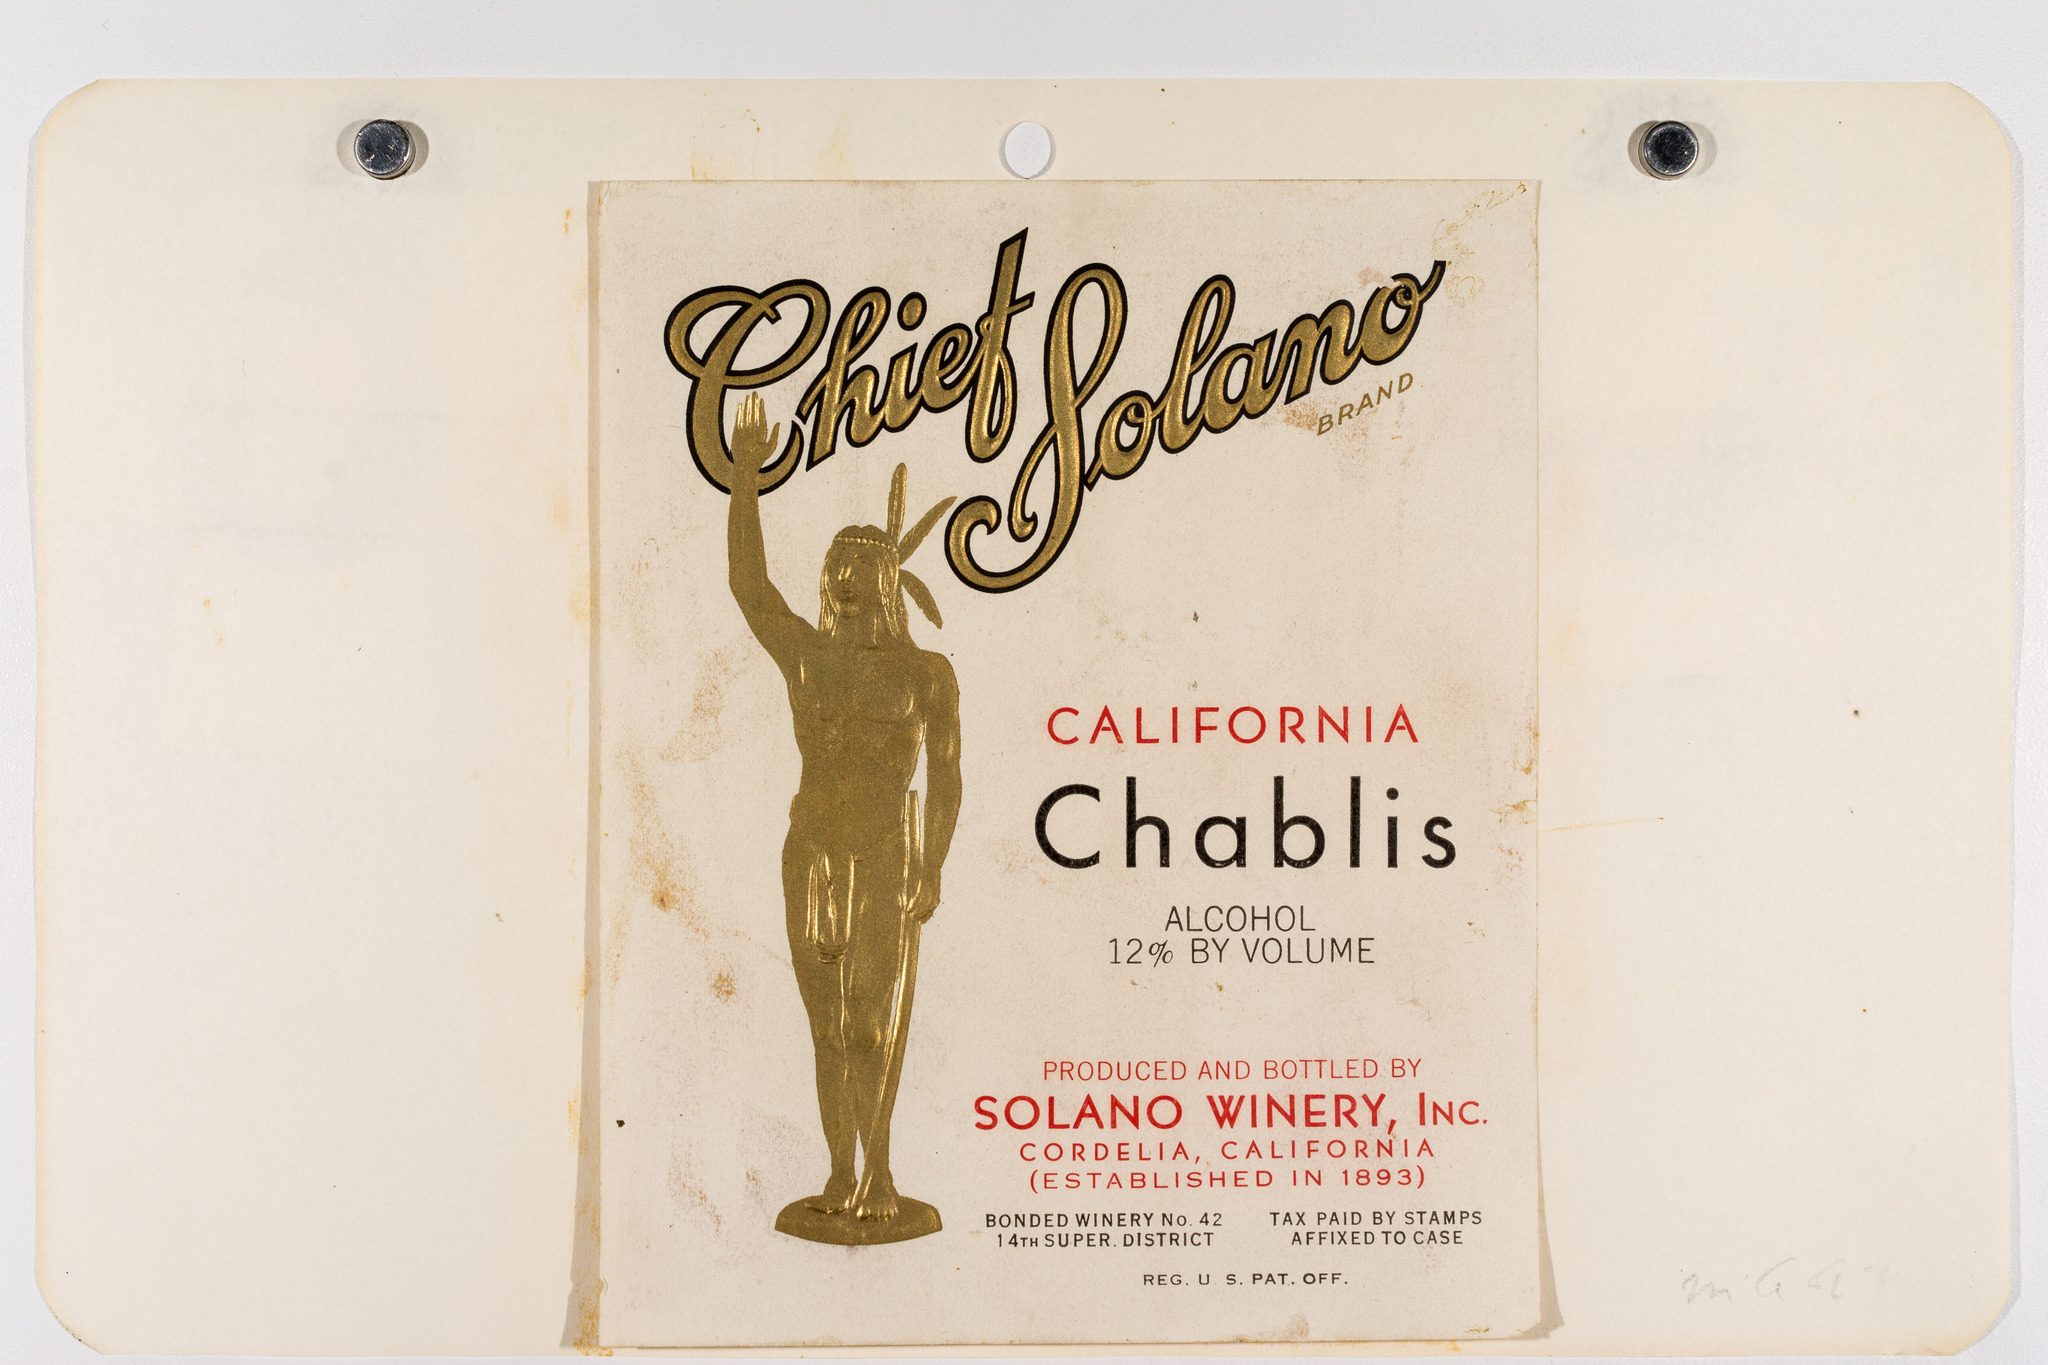 Chief Solano
BRAND
CALIFORNIA
Chablis
ALCOHOL
12% BY VOLUME
PRODUCED AND BOTTLED BY
SOLANO WINERY, INC.
CORDELIA, CALIFORNIA
(ESTABLISHED IN 1893)
BONDED WINERY No. 42
14TH SUPER. DISTRICT
TAX PAID BY STAMPS
AFFIXED TO CASE
REG. U. S. PAT. OFF.